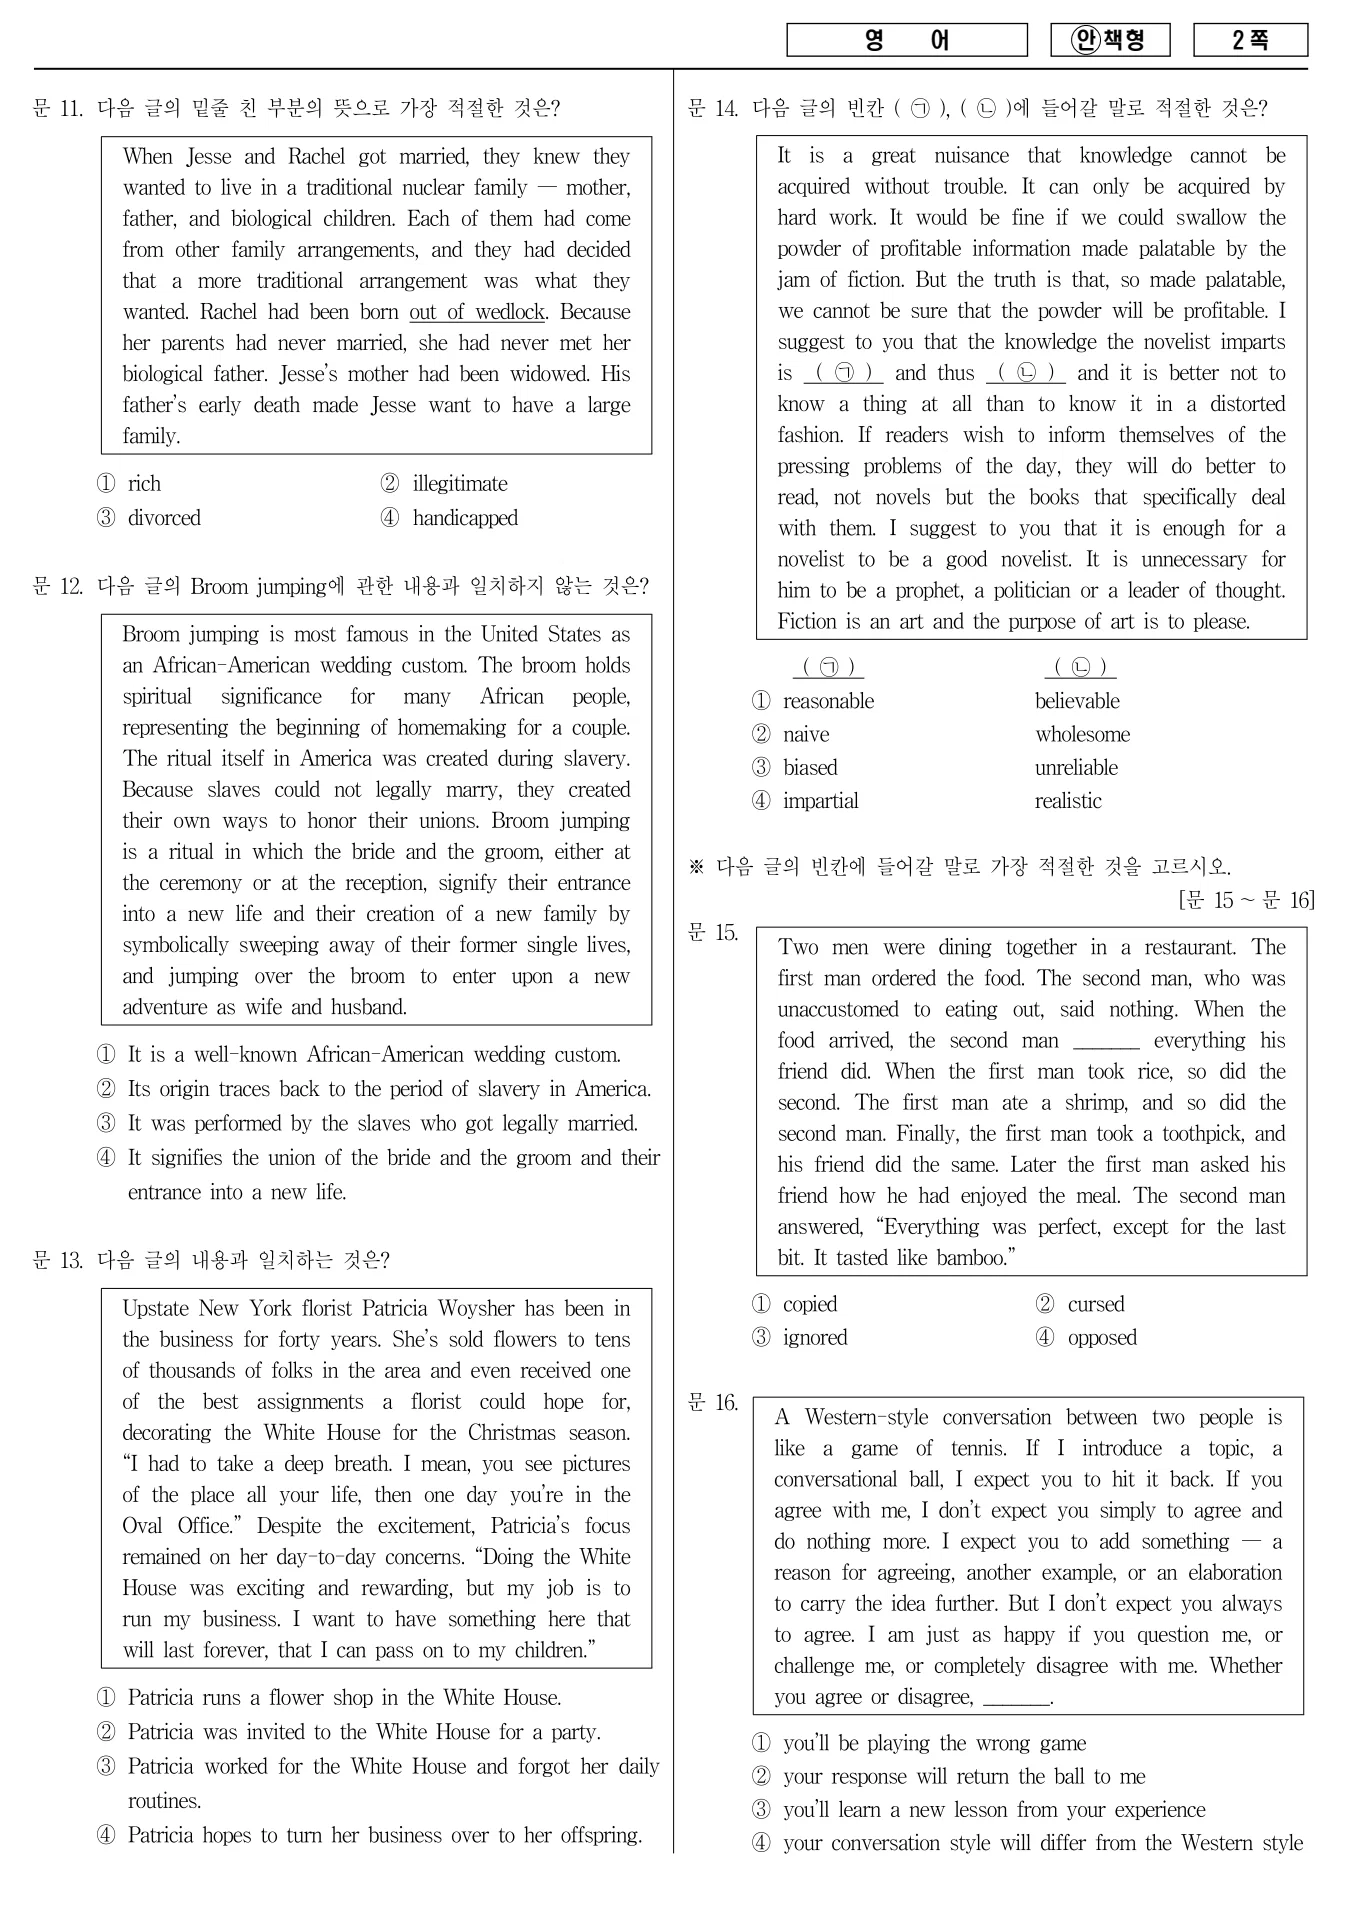 영 어
안 책형
2 쪽
문 11. 다음 글의 밑줄 친 부분의 뜻으로 가장 적절한 것은?
When Jesse and Rachel got married, they knew they
wanted to live in a traditional nuclear family — mother,
father, and biological children. Each of them had come
from other family arrangements, and they had decided
that a more traditional arrangement was what they
wanted. Rachel had been born out of wedlock. Because
her parents had never married, she had never met her
biological father. Jesse's mother had been widowed. His
father's early death made Jesse want to have a large
family.
① rich ② illegitimate
③ divorced ④ handicapped
문 12. 다음 글의 Broom jumping에 관한 내용과 일치하지 않는 것은?
Broom jumping is most famous in the United States as
an African-American wedding custom. The broom holds
spiritual significance for many African people,
representing the beginning of homemaking for a couple.
The ritual itself in America was created during slavery.
Because slaves could not legally marry, they created
their own ways to honor their unions. Broom jumping
is a ritual in which the bride and the groom, either at
the ceremony or at the reception, signify their entrance
into a new life and their creation of a new family by
symbolically sweeping away of their former single lives,
and jumping over the broom to enter upon a new
adventure as wife and husband.
① It is a well-known African-American wedding custom.
② Its origin traces back to the period of slavery in America.
③ It was performed by the slaves who got legally married.
④ It signifies the union of the bride and the groom and their
entrance into a new life.
문 13. 다음 글의 내용과 일치하는 것은?
Upstate New York florist Patricia Woysher has been in
the business for forty years. She's sold flowers to tens
of thousands of folks in the area and even received one
of the best assignments a florist could hope for,
decorating the White House for the Christmas season.
“I had to take a deep breath. I mean, you see pictures
of the place all your life, then one day you're in the
Oval Office.” Despite the excitement, Patricia's focus
remained on her day-to-day concerns. “Doing the White
House was exciting and rewarding, but my job is to
run my business. I want to have something here that
will last forever, that I can pass on to my children.”
① Patricia runs a flower shop in the White House.
② Patricia was invited to the White House for a party.
③ Patricia worked for the White House and forgot her daily
routines.
④ Patricia hopes to turn her business over to her offspring.
문 14. 다음 글의 빈칸 ( ㉠ ), ( ㉡ )에 들어갈 말로 적절한 것은?
It is a great nuisance that knowledge cannot be
acquired without trouble. It can only be acquired by
hard work. It would be fine if we could swallow the
powder of profitable information made palatable by the
jam of fiction. But the truth is that, so made palatable,
we cannot be sure that the powder will be profitable. I
suggest to you that the knowledge the novelist imparts
is ( ㉠ ) and thus ( ㉡ ) and it is better not to
know a thing at all than to know it in a distorted
fashion. If readers wish to inform themselves of the
pressing problems of the day, they will do better to
read, not novels but the books that specifically deal
with them. I suggest to you that it is enough for a
novelist to be a good novelist. It is unnecessary for
him to be a prophet, a politician or a leader of thought.
Fiction is an art and the purpose of art is to please.
( ㉠ ) ( ㉡ )
① reasonable believable
② naive wholesome
③ biased unreliable
④ impartial realistic
※ 다음 글의 빈칸에 들어갈 말로 가장 적절한 것을 고르시오.
[문 15 ~ 문 16]
문 15.
Two men were dining together in a restaurant. The
first man ordered the food. The second man, who was
unaccustomed to eating out, said nothing. When the
food arrived, the second man _______ everything his
friend did. When the first man took rice, so did the
second. The first man ate a shrimp, and so did the
second man. Finally, the first man took a toothpick, and
his friend did the same. Later the first man asked his
friend how he had enjoyed the meal. The second man
answered, “Everything was perfect, except for the last
bit. It tasted like bamboo.”
① copied ② cursed
③ ignored ④ opposed
문 16.
A Western-style conversation between two people is
like a game of tennis. If I introduce a topic, a
conversational ball, I expect you to hit it back. If you
agree with me, I don't expect you simply to agree and
do nothing more. I expect you to add something — a
reason for agreeing, another example, or an elaboration
to carry the idea further. But I don't expect you always
to agree. I am just as happy if you question me, or
challenge me, or completely disagree with me. Whether
you agree or disagree, _______.
① you'll be playing the wrong game
② your response will return the ball to me
③ you'll learn a new lesson from your experience
④ your conversation style will differ from the Western style